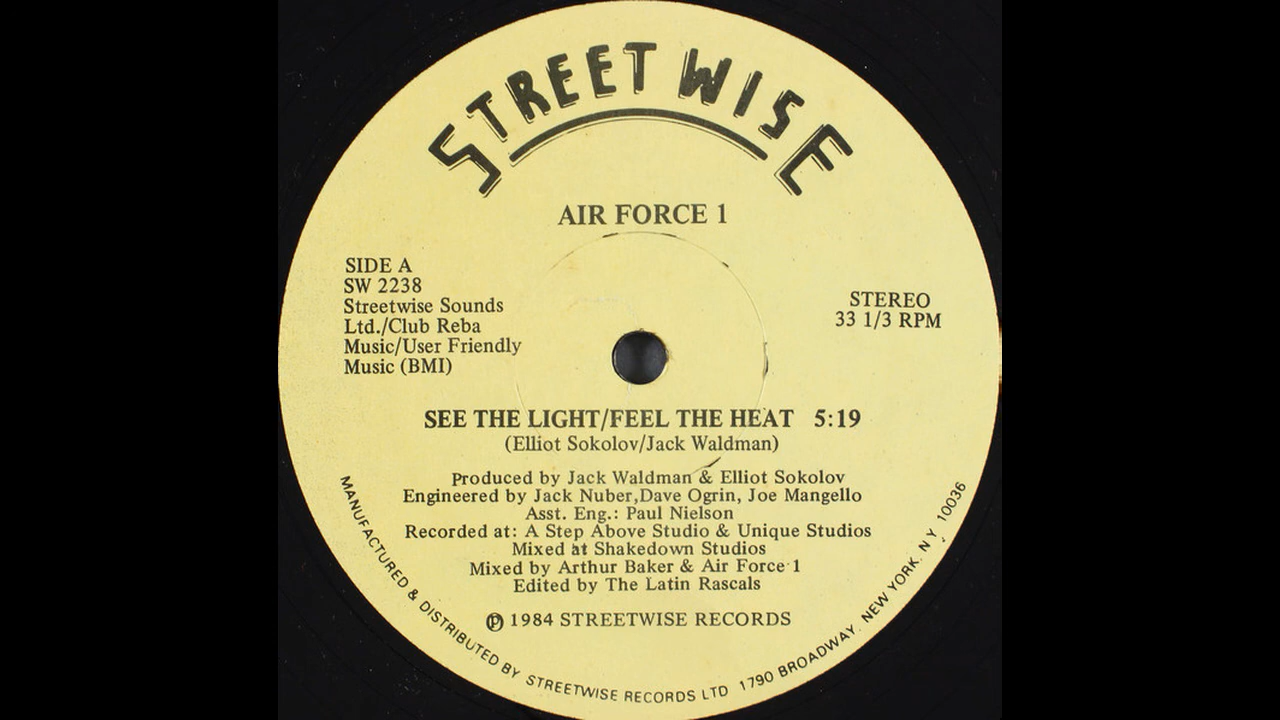 STREETWISE
AIR FORCE 1
SIDE A
SW 2238
Streetwise Sounds
Ltd./Club Reba
Music/User Friendly
Music (BMI)
STEREO
33 1/3 RPM
SEE THE LIGHT/FEEL THE HEAT 5:19
(Elliot Sokolov/Jack Waldman)
Produced by Jack Waldman & Elliot Sokolov
Engineered by Jack Nuber,Dave Ogrin, Joe Mangello
Asst. Eng.: Paul Nielson
Recorded at: A Step Above Studio & Unique Studios
Mixed at Shakedown Studios
Mixed by Arthur Baker & Air Force 1
Edited by The Latin Rascals
℗ 1984 STREETWISE RECORDS
MANUFACTURED & DISTRIBUTED BY STREETWISE RECORDS LTD 1790 BROADWAY. NEW YORK. N Y 10036